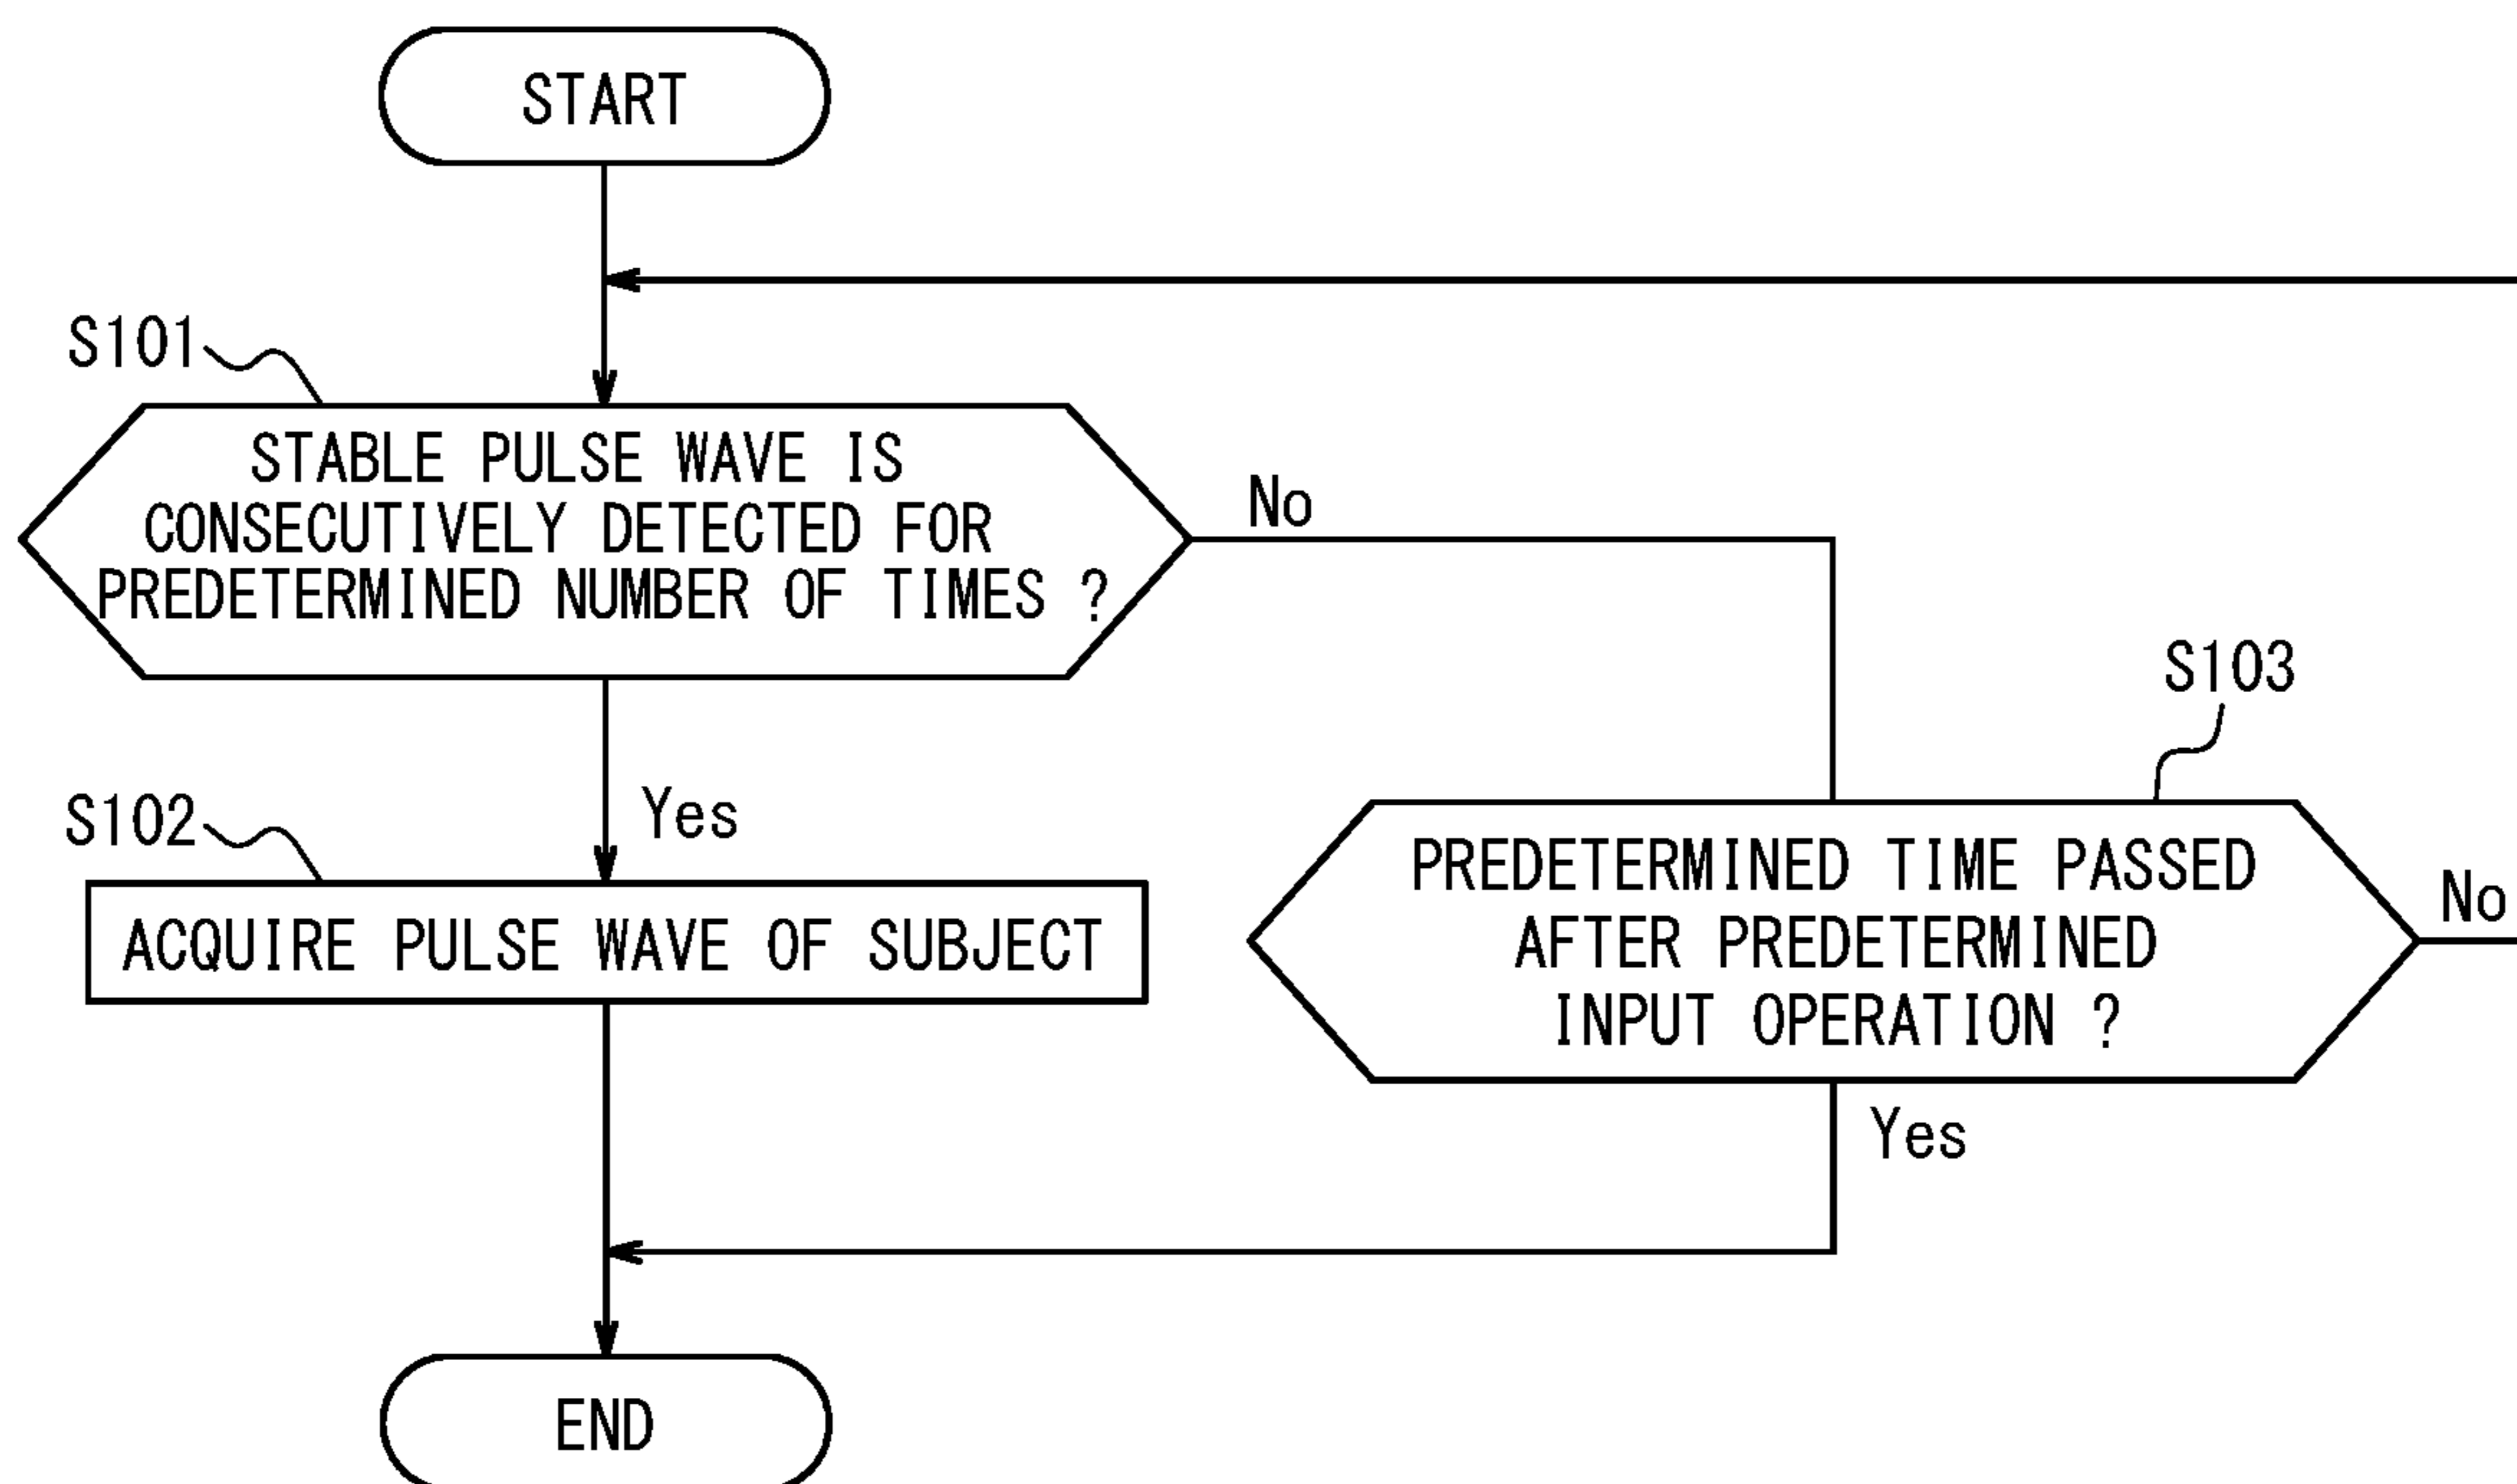 START
S101
STABLE PULSE WAVE IS
CONSECUTIVELY DETECTED FOR
PREDETERMINED NUMBER OF TIMES ?
No
Yes
S102
ACQUIRE PULSE WAVE OF SUBJECT
S103
PREDETERMINED TIME PASSED
AFTER PREDETERMINED
INPUT OPERATION ?
No
Yes
END